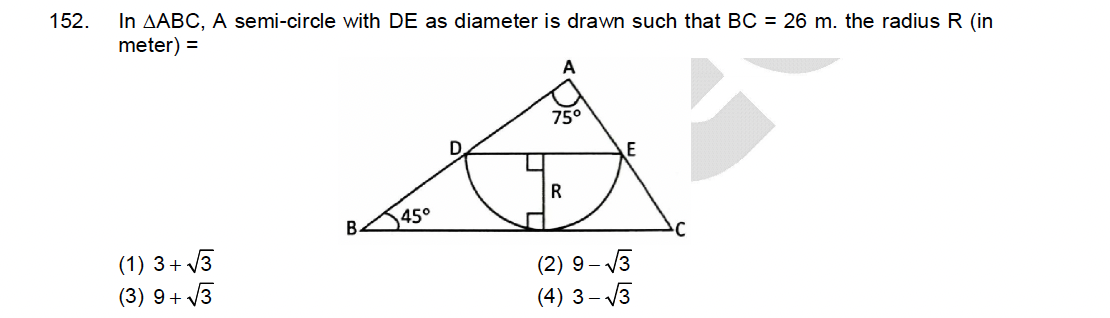 152. In ΔABC, A semi-circle with DE as diameter is drawn such that BC = 26 m. the radius R (in
meter) =
A
75°
D
E
R
45°
B
C
(1) 3 + √3
(2) 9 – √3
(3) 9 + √3
(4) 3 – √3